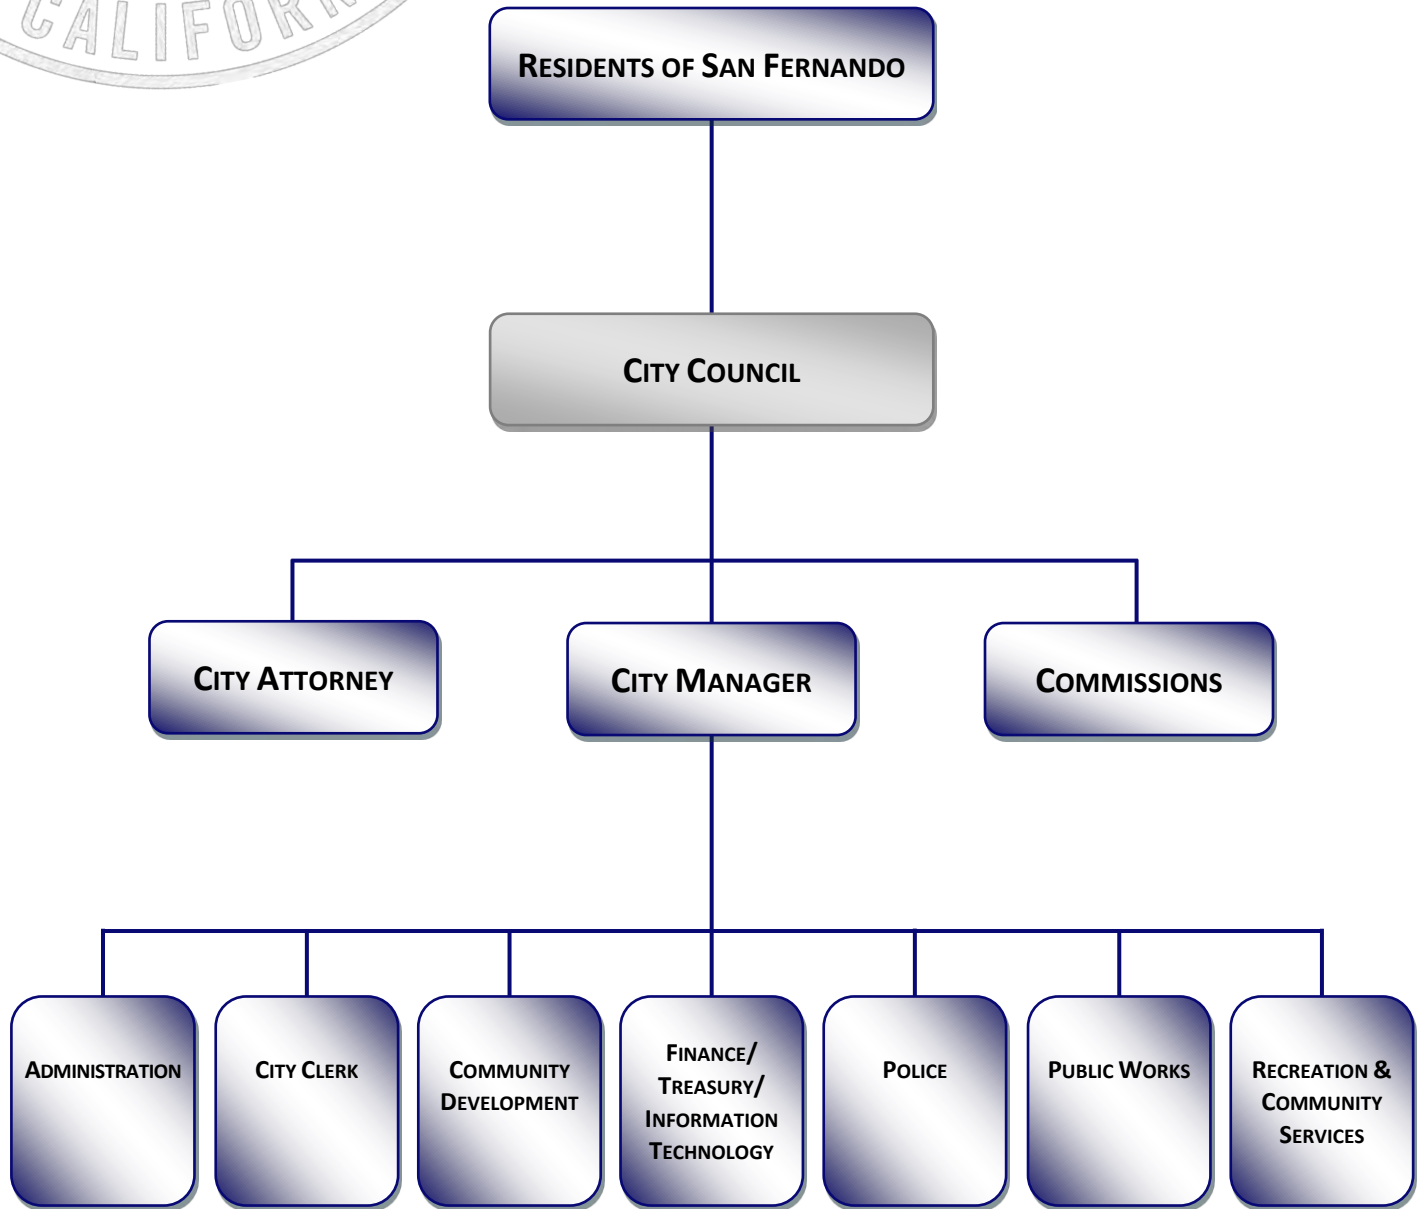 CALIFORN
RESIDENTS OF SAN FERNANDO
CITY COUNCIL
CITY ATTORNEY
CITY MANAGER
COMMISSIONS
ADMINISTRATION
CITY CLERK
COMMUNITY
DEVELOPMENT
FINANCE/
TREASURY/
INFORMATION
TECHNOLOGY
POLICE
PUBLIC WORKS
RECREATION &
COMMUNITY
SERVICES